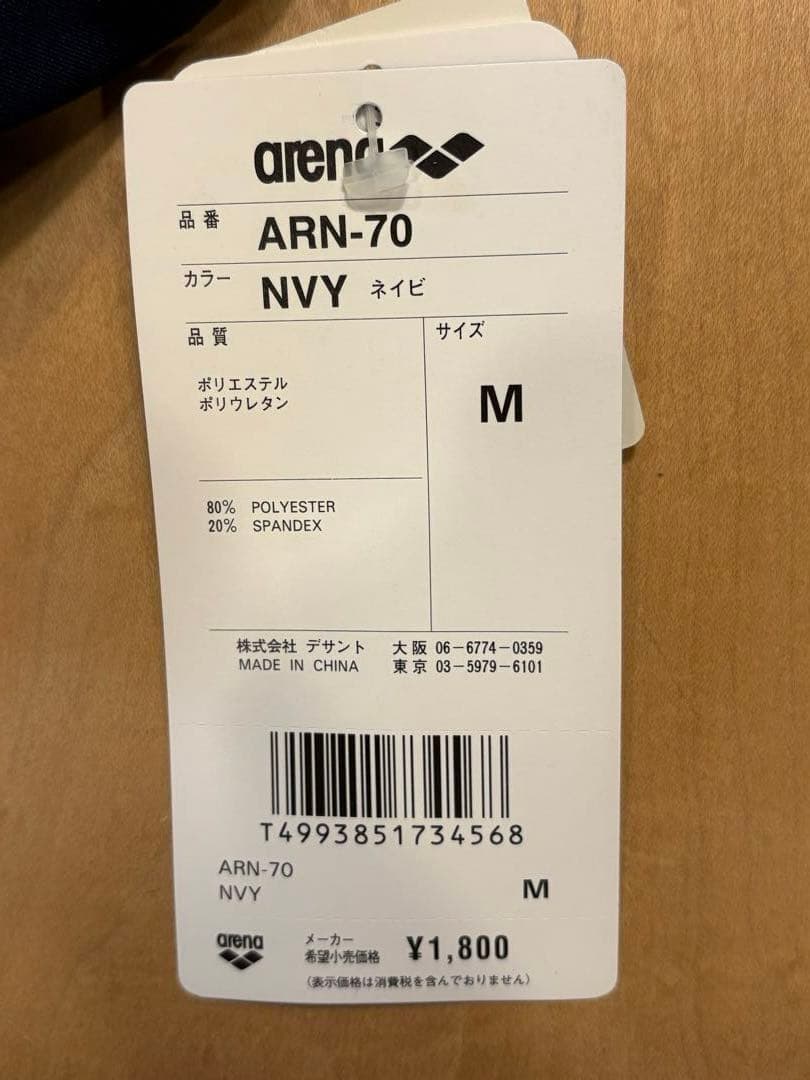 arena
品番 ARN-70
カラー NVY ネイビ
品質
サイズ
ポリエステル
ポリウレタン
M
80% POLYESTER
20% SPANDEX
株式会社 デサント 大阪 06-6774-0359
MADE IN CHINA 東京 03-5979-6101
T4993851734568
ARN-70
NVY M
arena メーカー希望小売価格 ¥1,800
(表示価格は消費税を含んでおりません)